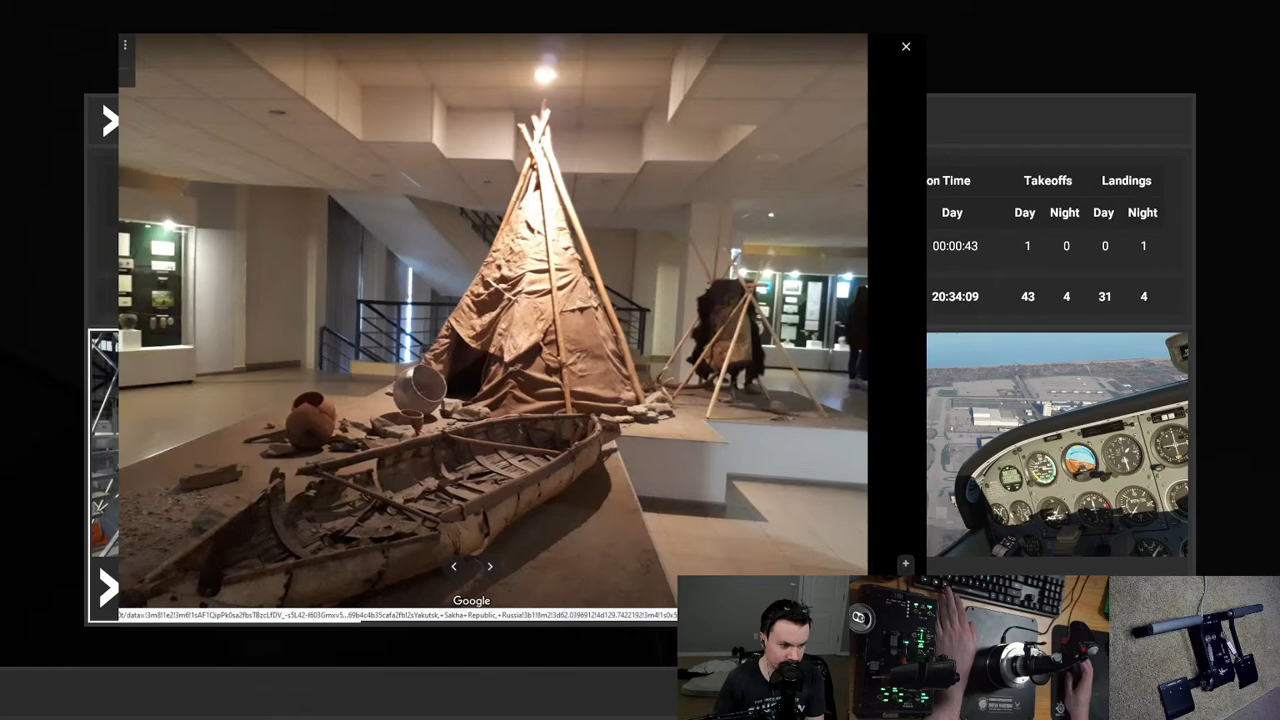 on Time Takeoffs Landings
Day Day Night Day Night
00:00:43 1 0 0 1
20:34:09 43 4 31 4
Google